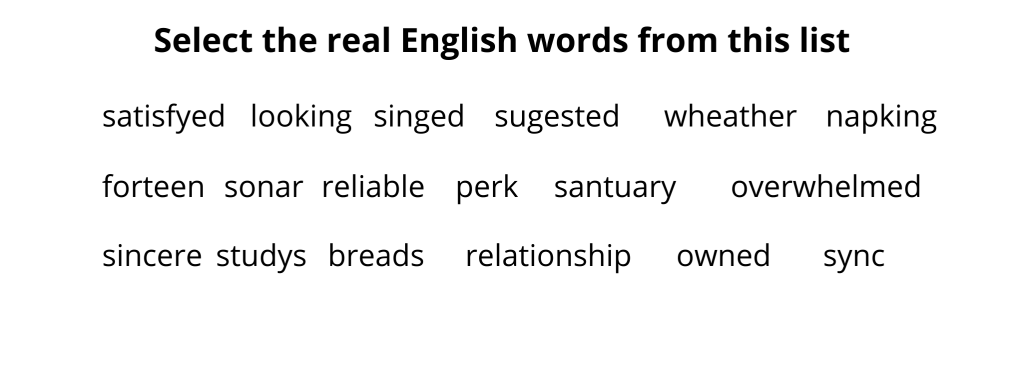 Select the real English words from this list
satisfyed looking singed sugested wheather napking
forteen sonar reliable perk santuary overwhelmed
sincere studys breads relationship owned sync